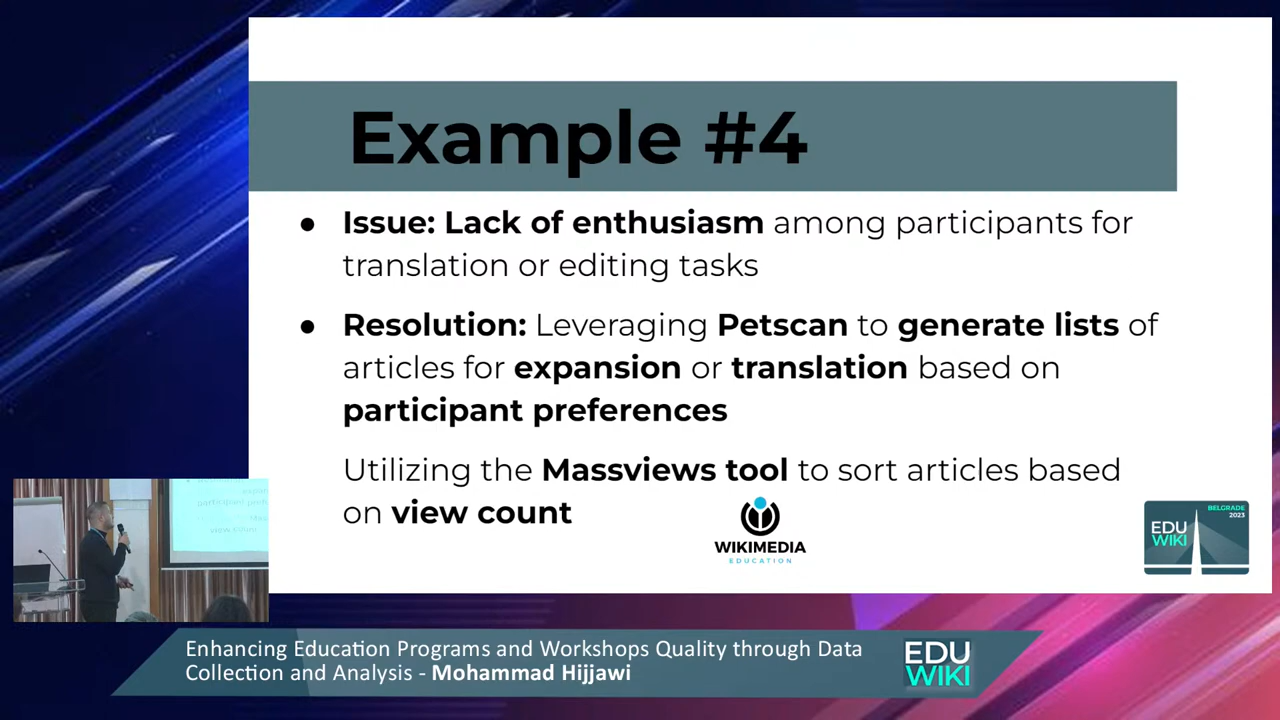 Example #4
● Issue: Lack of enthusiasm among participants for
translation or editing tasks
● Resolution: Leveraging Petscan to generate lists of
articles for expansion or translation based on
participant preferences
Utilizing the Massviews tool to sort articles based
on view count
WIKIMEDIA
EDUCATION
BELGRADE
2023
EDU
WIKI
Enhancing Education Programs and Workshops Quality through Data
Collection and Analysis - Mohammad Hijjawi
EDU
WIKI